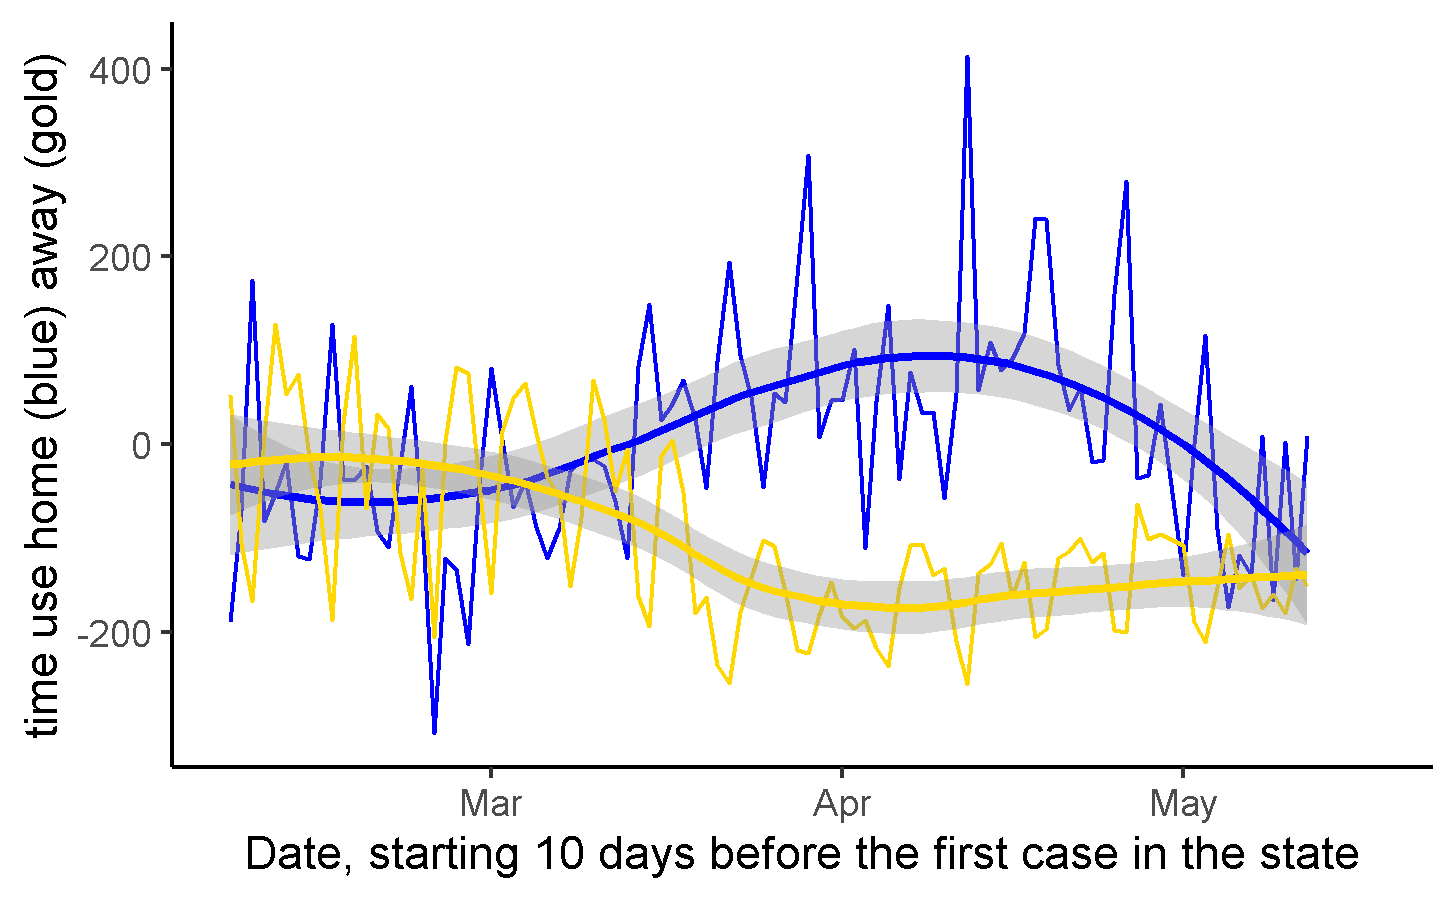 time use home (blue) away (gold)
400
200
0
-200
Mar Apr May
Date, starting 10 days before the first case in the state